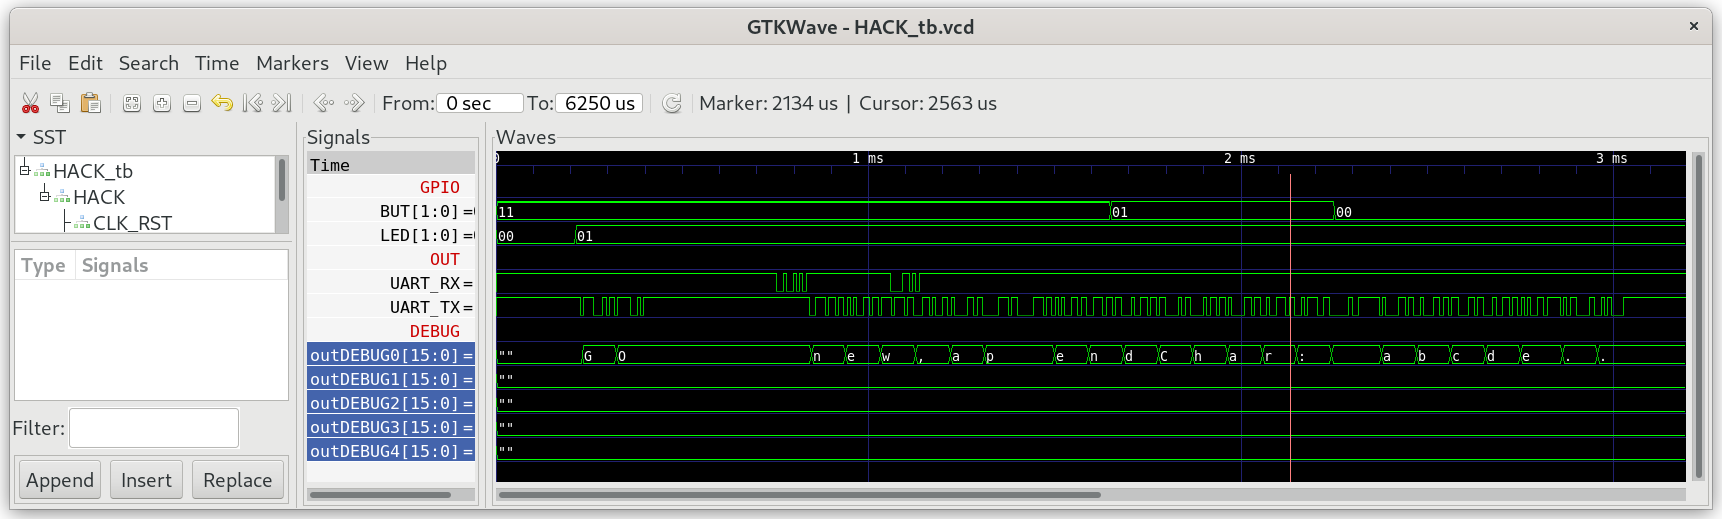 GTKWave - HACK_tb.vcd
×
File Edit Search Time Markers View Help
From: 0 sec To: 6250 us Marker: 2134 us | Cursor: 2563 us
SST
HACK_tb
HACK
CLK_RST
Type Signals
Filter:
Append Insert Replace
Signals
Time
GPIO
BUT[1:0] =
LED[1:0] =
OUT
UART_RX =
UART_TX =
DEBUG
outDEBUG0[15:0] =
outDEBUG1[15:0] =
outDEBUG2[15:0] =
outDEBUG3[15:0] =
outDEBUG4[15:0] =
Waves
1 ms 2 ms 3 ms
11 01 00
00 01
"" G O n e w , a p e n d C h a r : a b c d e . .
""
""
""
""